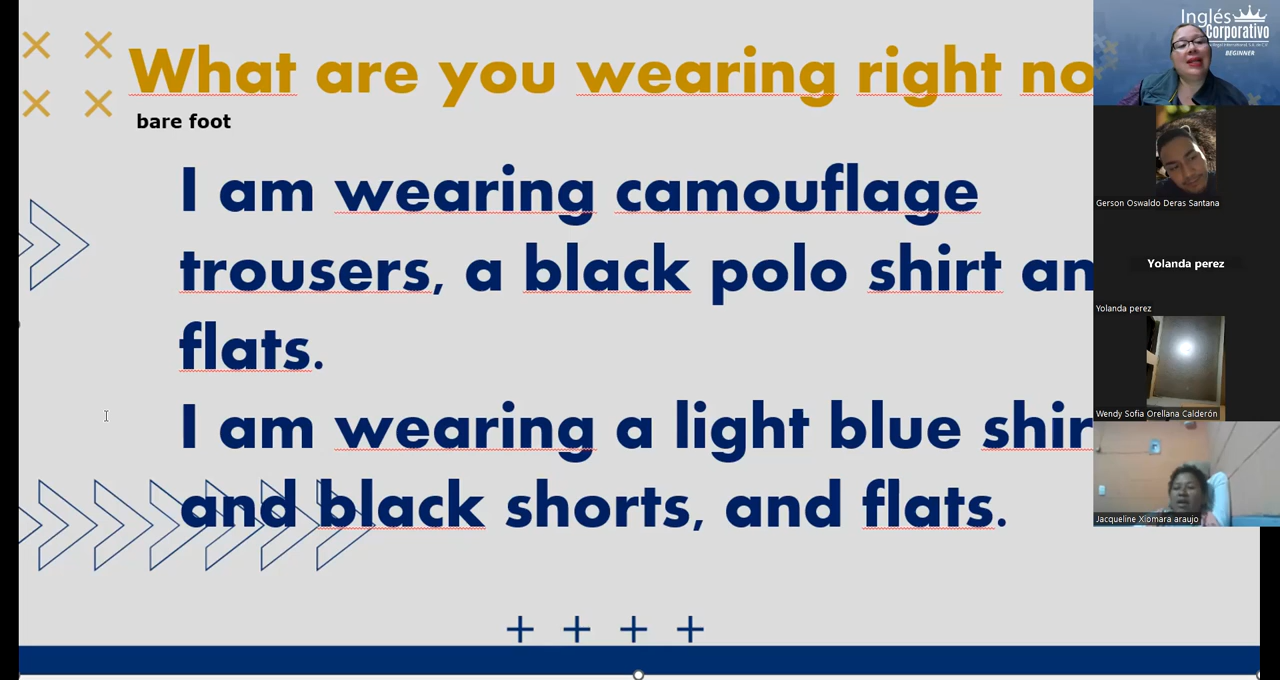 What are you wearing right no
bare foot
I am wearing camouflage
trousers, a black polo shirt an
flats.
I am wearing a light blue shir
and black shorts, and flats.
Inglés
Corporativo
BEGINNER
Gerson Oswaldo Deras Santana
Yolanda perez
Yolanda perez
Wendy Sofia Orellana Calderón
Jacqueline Xiomara araujo